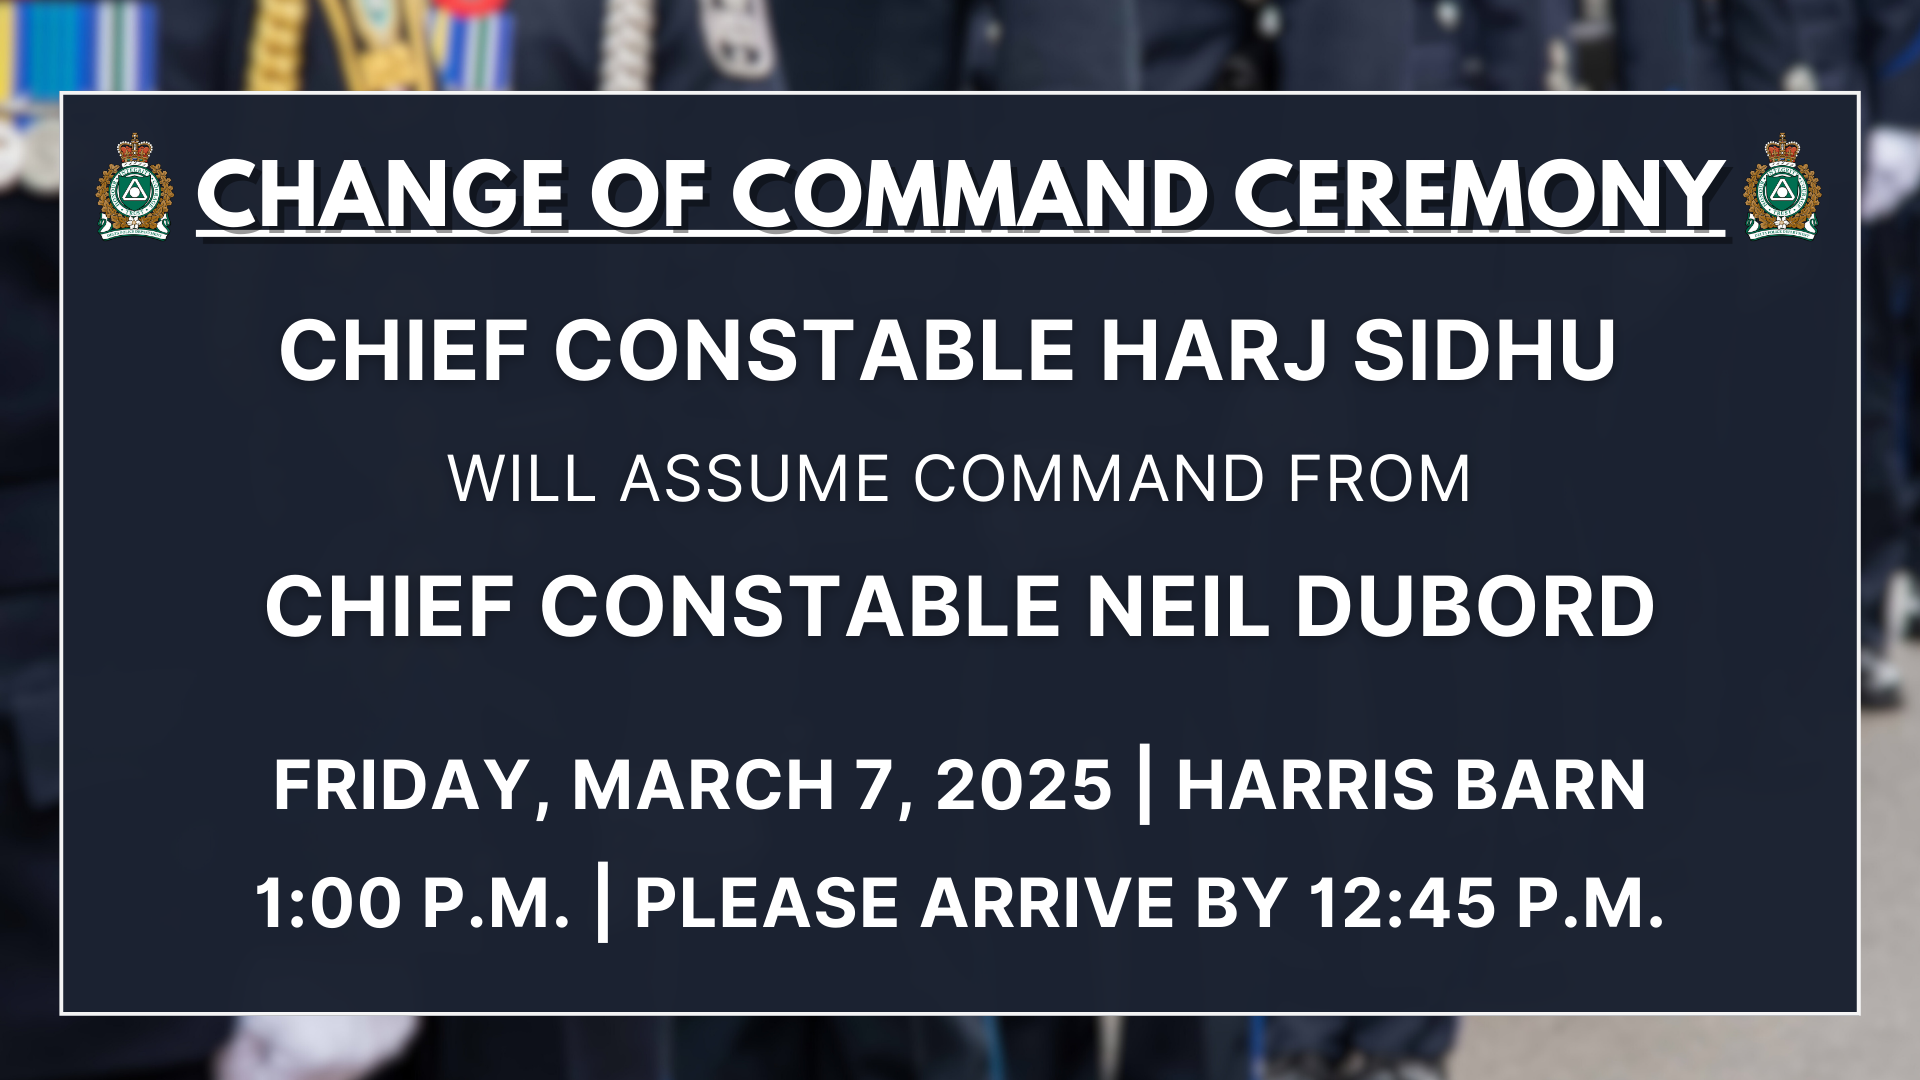 CHANGE OF COMMAND CEREMONY
CHIEF CONSTABLE HARJ SIDHU
WILL ASSUME COMMAND FROM
CHIEF CONSTABLE NEIL DUBORD
FRIDAY, MARCH 7, 2025 | HARRIS BARN
1:00 P.M. | PLEASE ARRIVE BY 12:45 P.M.